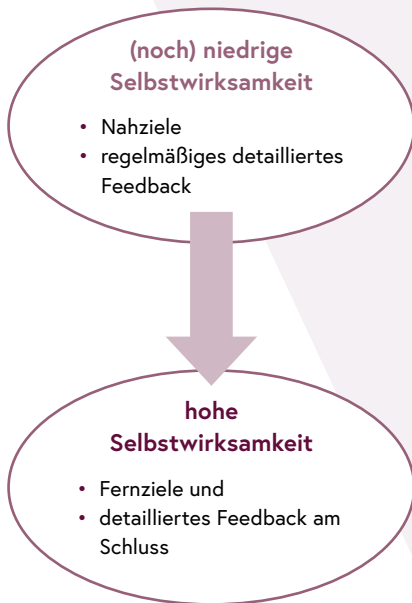 (noch) niedrige
Selbstwirksamkeit
• Nahziele
• regelmäßiges detailliertes
Feedback
hohe
Selbstwirksamkeit
• Fernziele und
• detailliertes Feedback am
Schluss